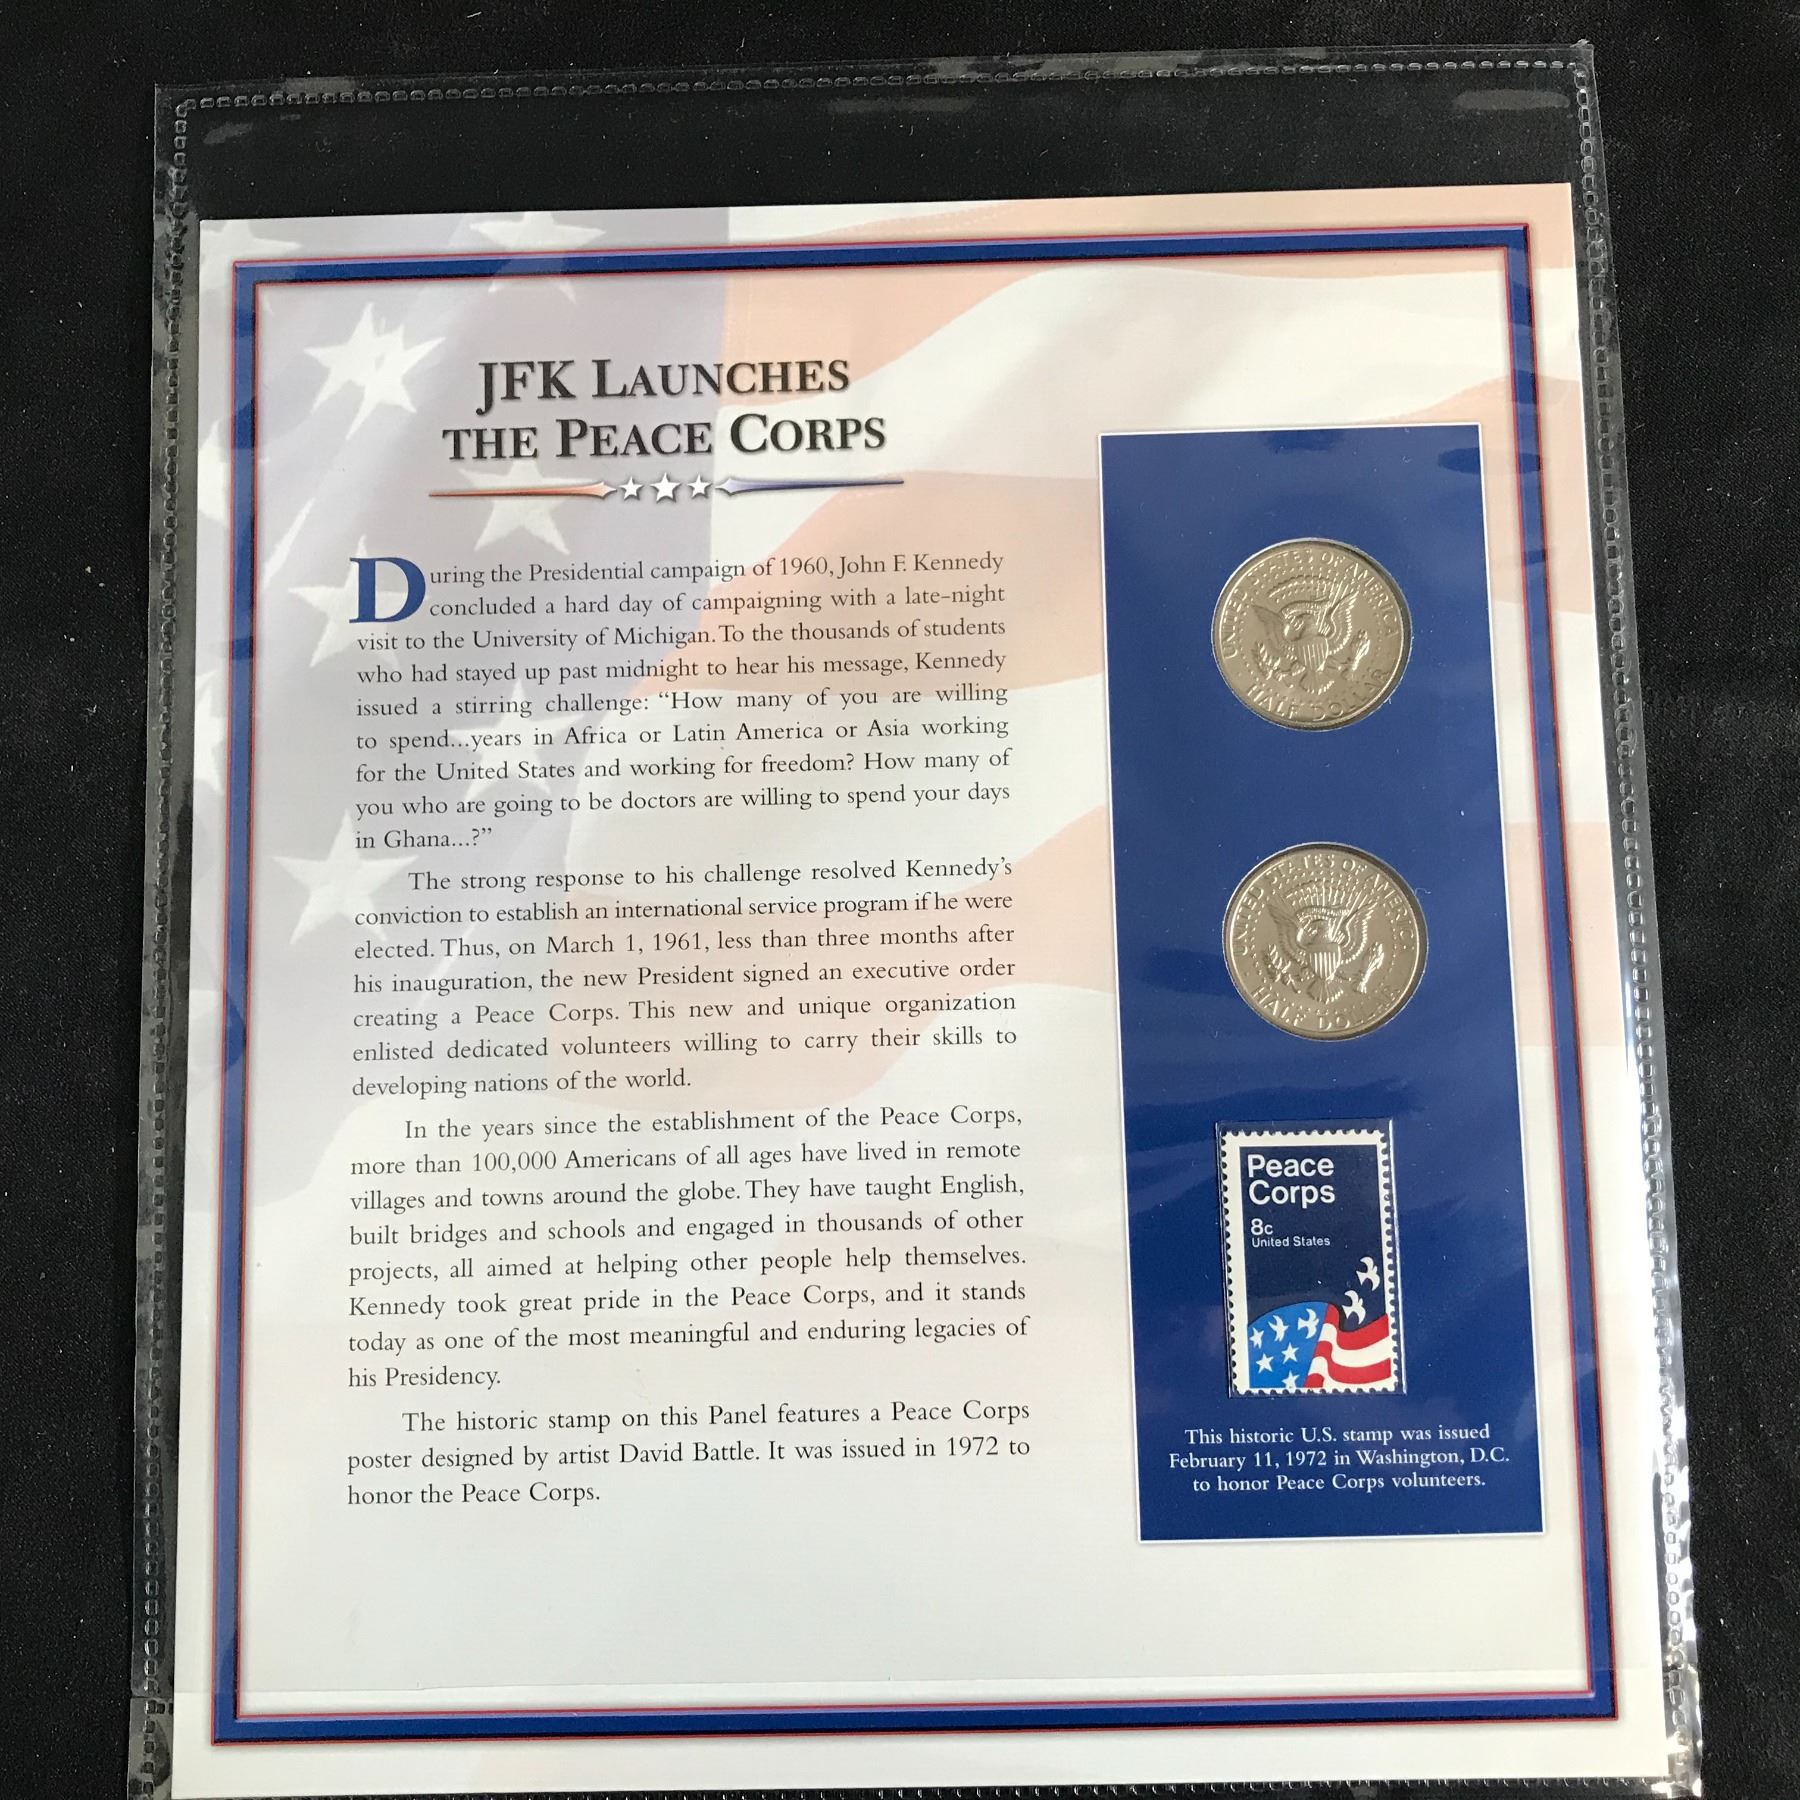 JFK LAUNCHES
THE PEACE CORPS
During the Presidential campaign of 1960, John F. Kennedy
concluded a hard day of campaigning with a late-night
visit to the University of Michigan. To the thousands of students
who had stayed up past midnight to hear his message, Kennedy
issued a stirring challenge: “How many of you are willing
to spend...years in Africa or Latin America or Asia working
for the United States and working for freedom? How many of
you who are going to be doctors are willing to spend your days
in Ghana...?”
The strong response to his challenge resolved Kennedy’s
conviction to establish an international service program if he were
elected. Thus, on March 1, 1961, less than three months after
his inauguration, the new President signed an executive order
creating a Peace Corps. This new and unique organization
enlisted dedicated volunteers willing to carry their skills to
developing nations of the world.
In the years since the establishment of the Peace Corps,
more than 100,000 Americans of all ages have lived in remote
villages and towns around the globe. They have taught English,
built bridges and schools and engaged in thousands of other
projects, all aimed at helping other people help themselves.
Kennedy took great pride in the Peace Corps, and it stands
today as one of the most meaningful and enduring legacies of
his Presidency.
The historic stamp on this Panel features a Peace Corps
poster designed by artist David Battle. It was issued in 1972 to
honor the Peace Corps.
UNITED STATES OF AMERICA
HALF DOLLAR
UNITED STATES OF AMERICA
HALF DOLLAR
Peace
Corps
8c
United States
This historic U.S. stamp was issued
February 11, 1972 in Washington, D.C.
to honor Peace Corps volunteers.